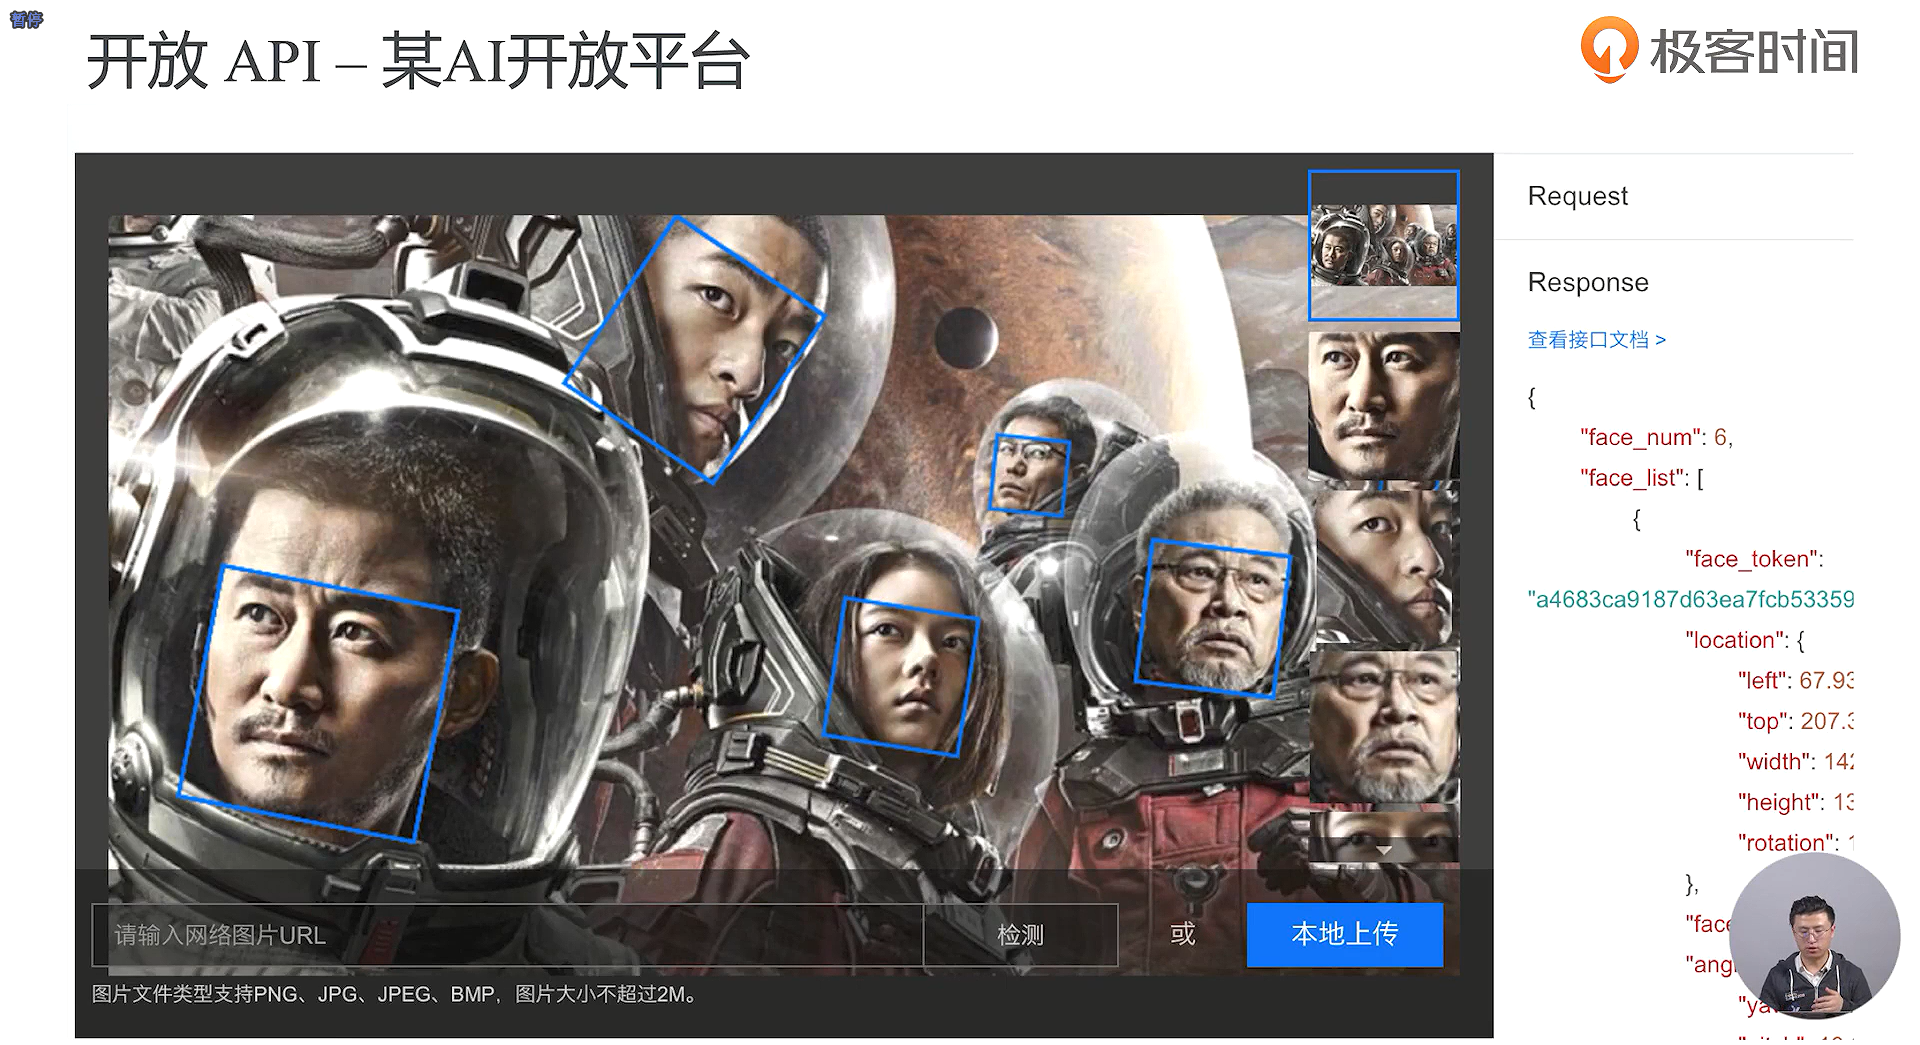 暂停
开放 API – 某AI开放平台
极客时间
Request
Response
查看接口文档 >
{
"face_num": 6,
"face_list": [
{
"face_token":
"a4683ca9187d63ea7fcb53359
"location": {
"left": 67.93
"top": 207.3
"width": 142
"height": 13
"rotation": 1
},
"face
"ang
"ya
请输入网络图片URL
检测
或
本地上传
图片文件类型支持PNG、JPG、JPEG、BMP，图片大小不超过2M。